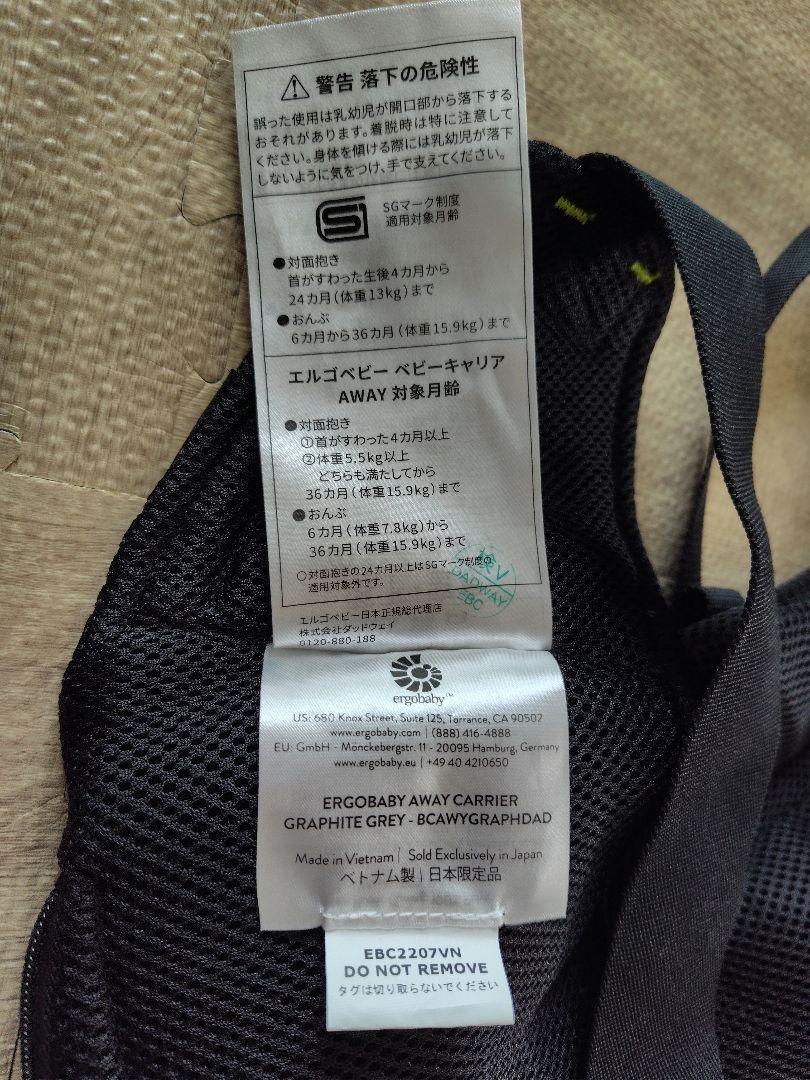 警告 落下の危険性
誤った使用は乳幼児が開口部から落下する
おそれがあります。着脱時は特に注意して
ください。身体を傾ける際には乳幼児が落下
しないように気をつけ、手で支えてください。
SGマーク制度
適用対象月齢
●対面抱き
首がすわった生後4カ月から
24カ月(体重13kg)まで
●おんぶ
6カ月から36カ月(体重15.9kg)まで
エルゴベビー ベビーキャリア
AWAY 対象月齢
●対面抱き
①首がすわった4カ月以上
②体重5.5kg以上
どちらも満たしてから
36カ月(体重15.9kg)まで
●おんぶ
6カ月(体重7.8kg)から
36カ月(体重15.9kg)まで
○対面抱きの24カ月以上はSGマーク制度の
適用対象外です。
検V
DADWAY
EBC
エルゴベビー日本正規総代理店
株式会社ダッドウェイ
0120-880-188
ergobaby™
US: 680 Knox Street, Suite 125, Torrance, CA 90502
www.ergobaby.com | (888) 416-4888
EU: GmbH - Mönckebergstr. 11 - 20095 Hamburg, Germany
www.ergobaby.eu | +49 40 4210650
ERGOBABY AWAY CARRIER
GRAPHITE GREY - BCAWYGRAPHDAD
Made in Vietnam | Sold Exclusively in Japan
ベトナム製 | 日本限定品
EBC2207VN
DO NOT REMOVE
タグは切り取らないでください